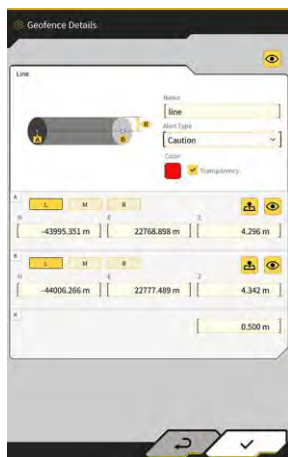 Geofence Details
Line
Name
line
Alert Type
Caution
Color
Transparency
R
A
B
A
L M R
N E Z
-43995.351 m 22768.898 m 4.296 m
B
L M R
N E Z
-44006.266 m 22777.489 m 4.342 m
R
0.500 m